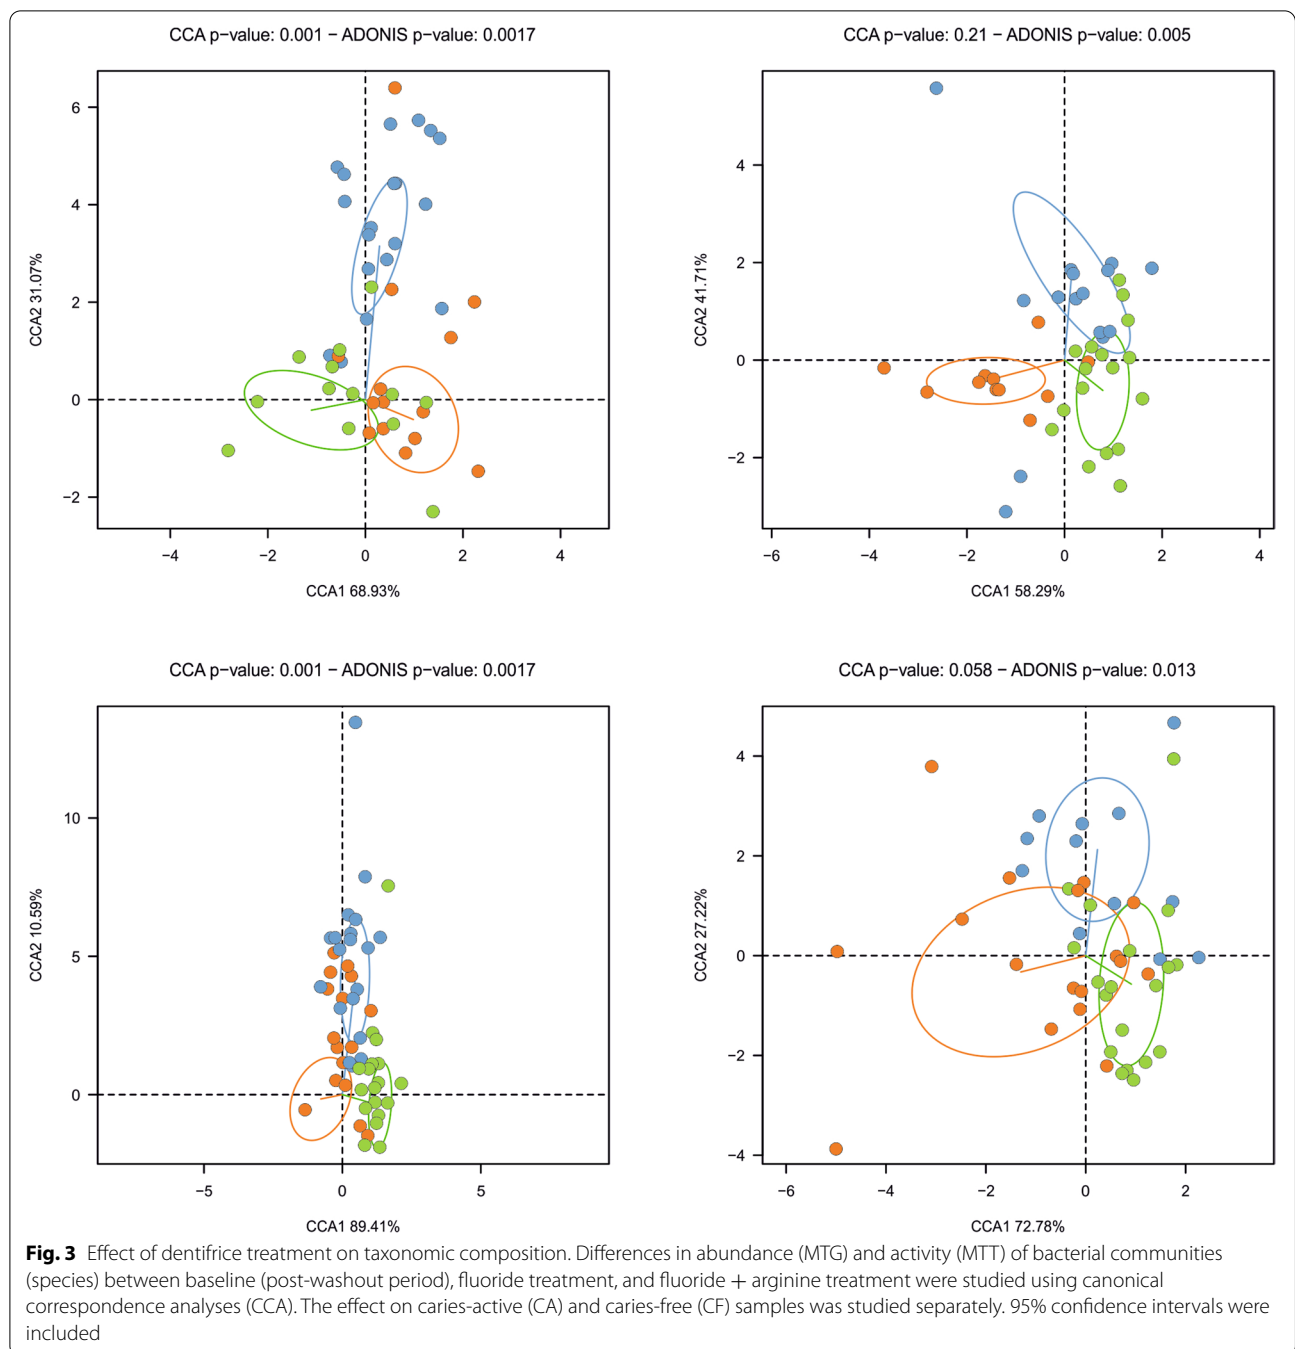 CCA p-value: 0.001 − ADONIS p-value: 0.0017
6
4
2
0
−2
CCA2 31.07%
−4 −2 0 2 4
CCA1 68.93%
CCA p-value: 0.21 − ADONIS p-value: 0.005
4
2
0
−2
CCA2 41.71%
−6 −4 −2 0 2 4
CCA1 58.29%
CCA p-value: 0.001 − ADONIS p-value: 0.0017
10
5
0
CCA2 10.59%
−5 0 5
CCA1 89.41%
CCA p-value: 0.058 − ADONIS p-value: 0.013
4
2
0
−2
−4
CCA2 27.22%
−6 −4 −2 0 2
CCA1 72.78%
Fig. 3 Effect of dentifrice treatment on taxonomic composition. Differences in abundance (MTG) and activity (MTT) of bacterial communities
(species) between baseline (post-washout period), fluoride treatment, and fluoride + arginine treatment were studied using canonical
correspondence analyses (CCA). The effect on caries-active (CA) and caries-free (CF) samples was studied separately. 95% confidence intervals were
included